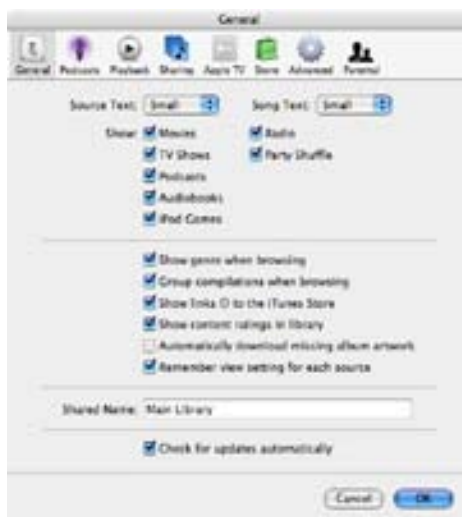 General
General Podcasts Playback Sharing Apple TV Store Advanced Parental
Source Text: Small Song Text: Small
Show: Movies Radio
TV Shows Party Shuffle
Podcasts
Audiobooks
iPod Games
Show genre when browsing
Group compilations when browsing
Show links to the iTunes Store
Show content ratings in library
Automatically download missing album artwork
Remember view setting for each source
Shared Name: Main Library
Check for updates automatically
Cancel OK